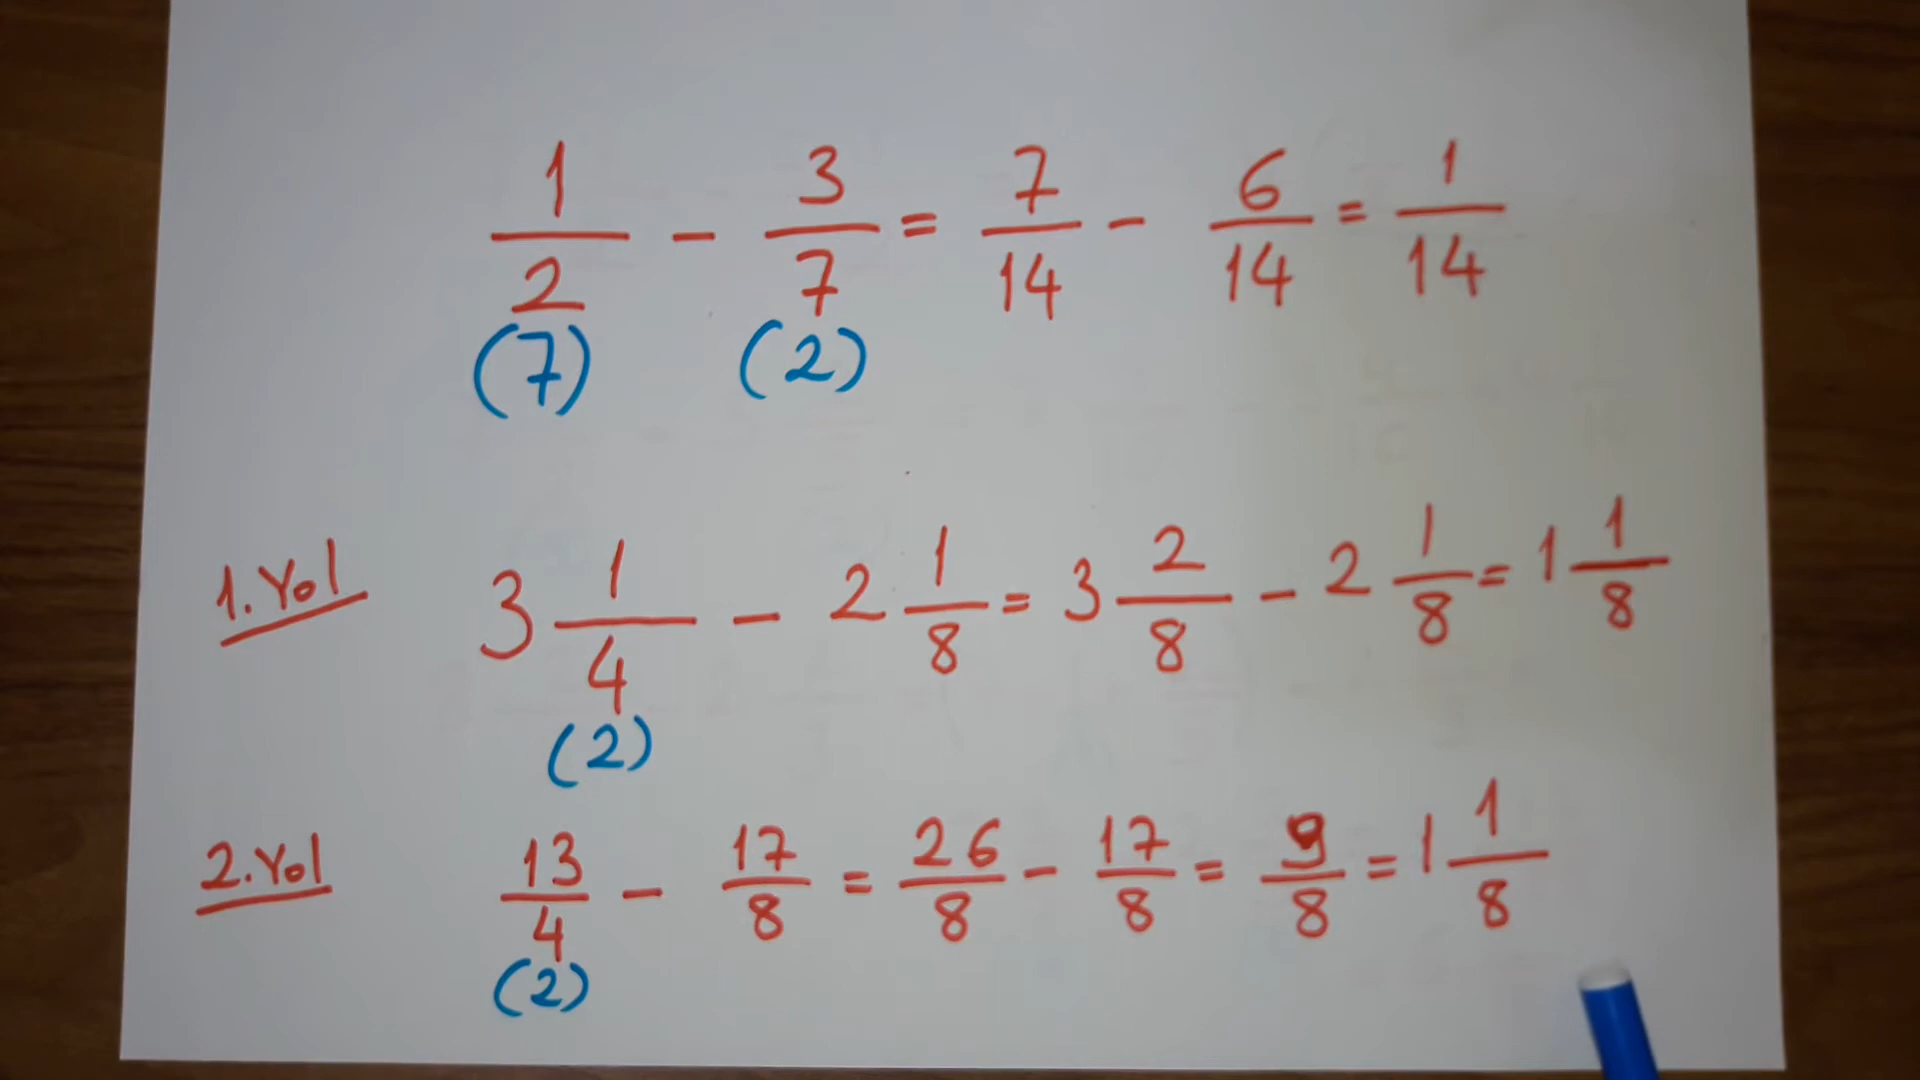 1/2 - 3/7 = 7/14 - 6/14 = 1/14
(7) (2)
1.Yol 3 1/4 - 2 1/8 = 3 2/8 - 2 1/8 = 1 1/8
(2)
2.Yol 13/4 - 17/8 = 26/8 - 17/8 = 9/8 = 1 1/8
(2)